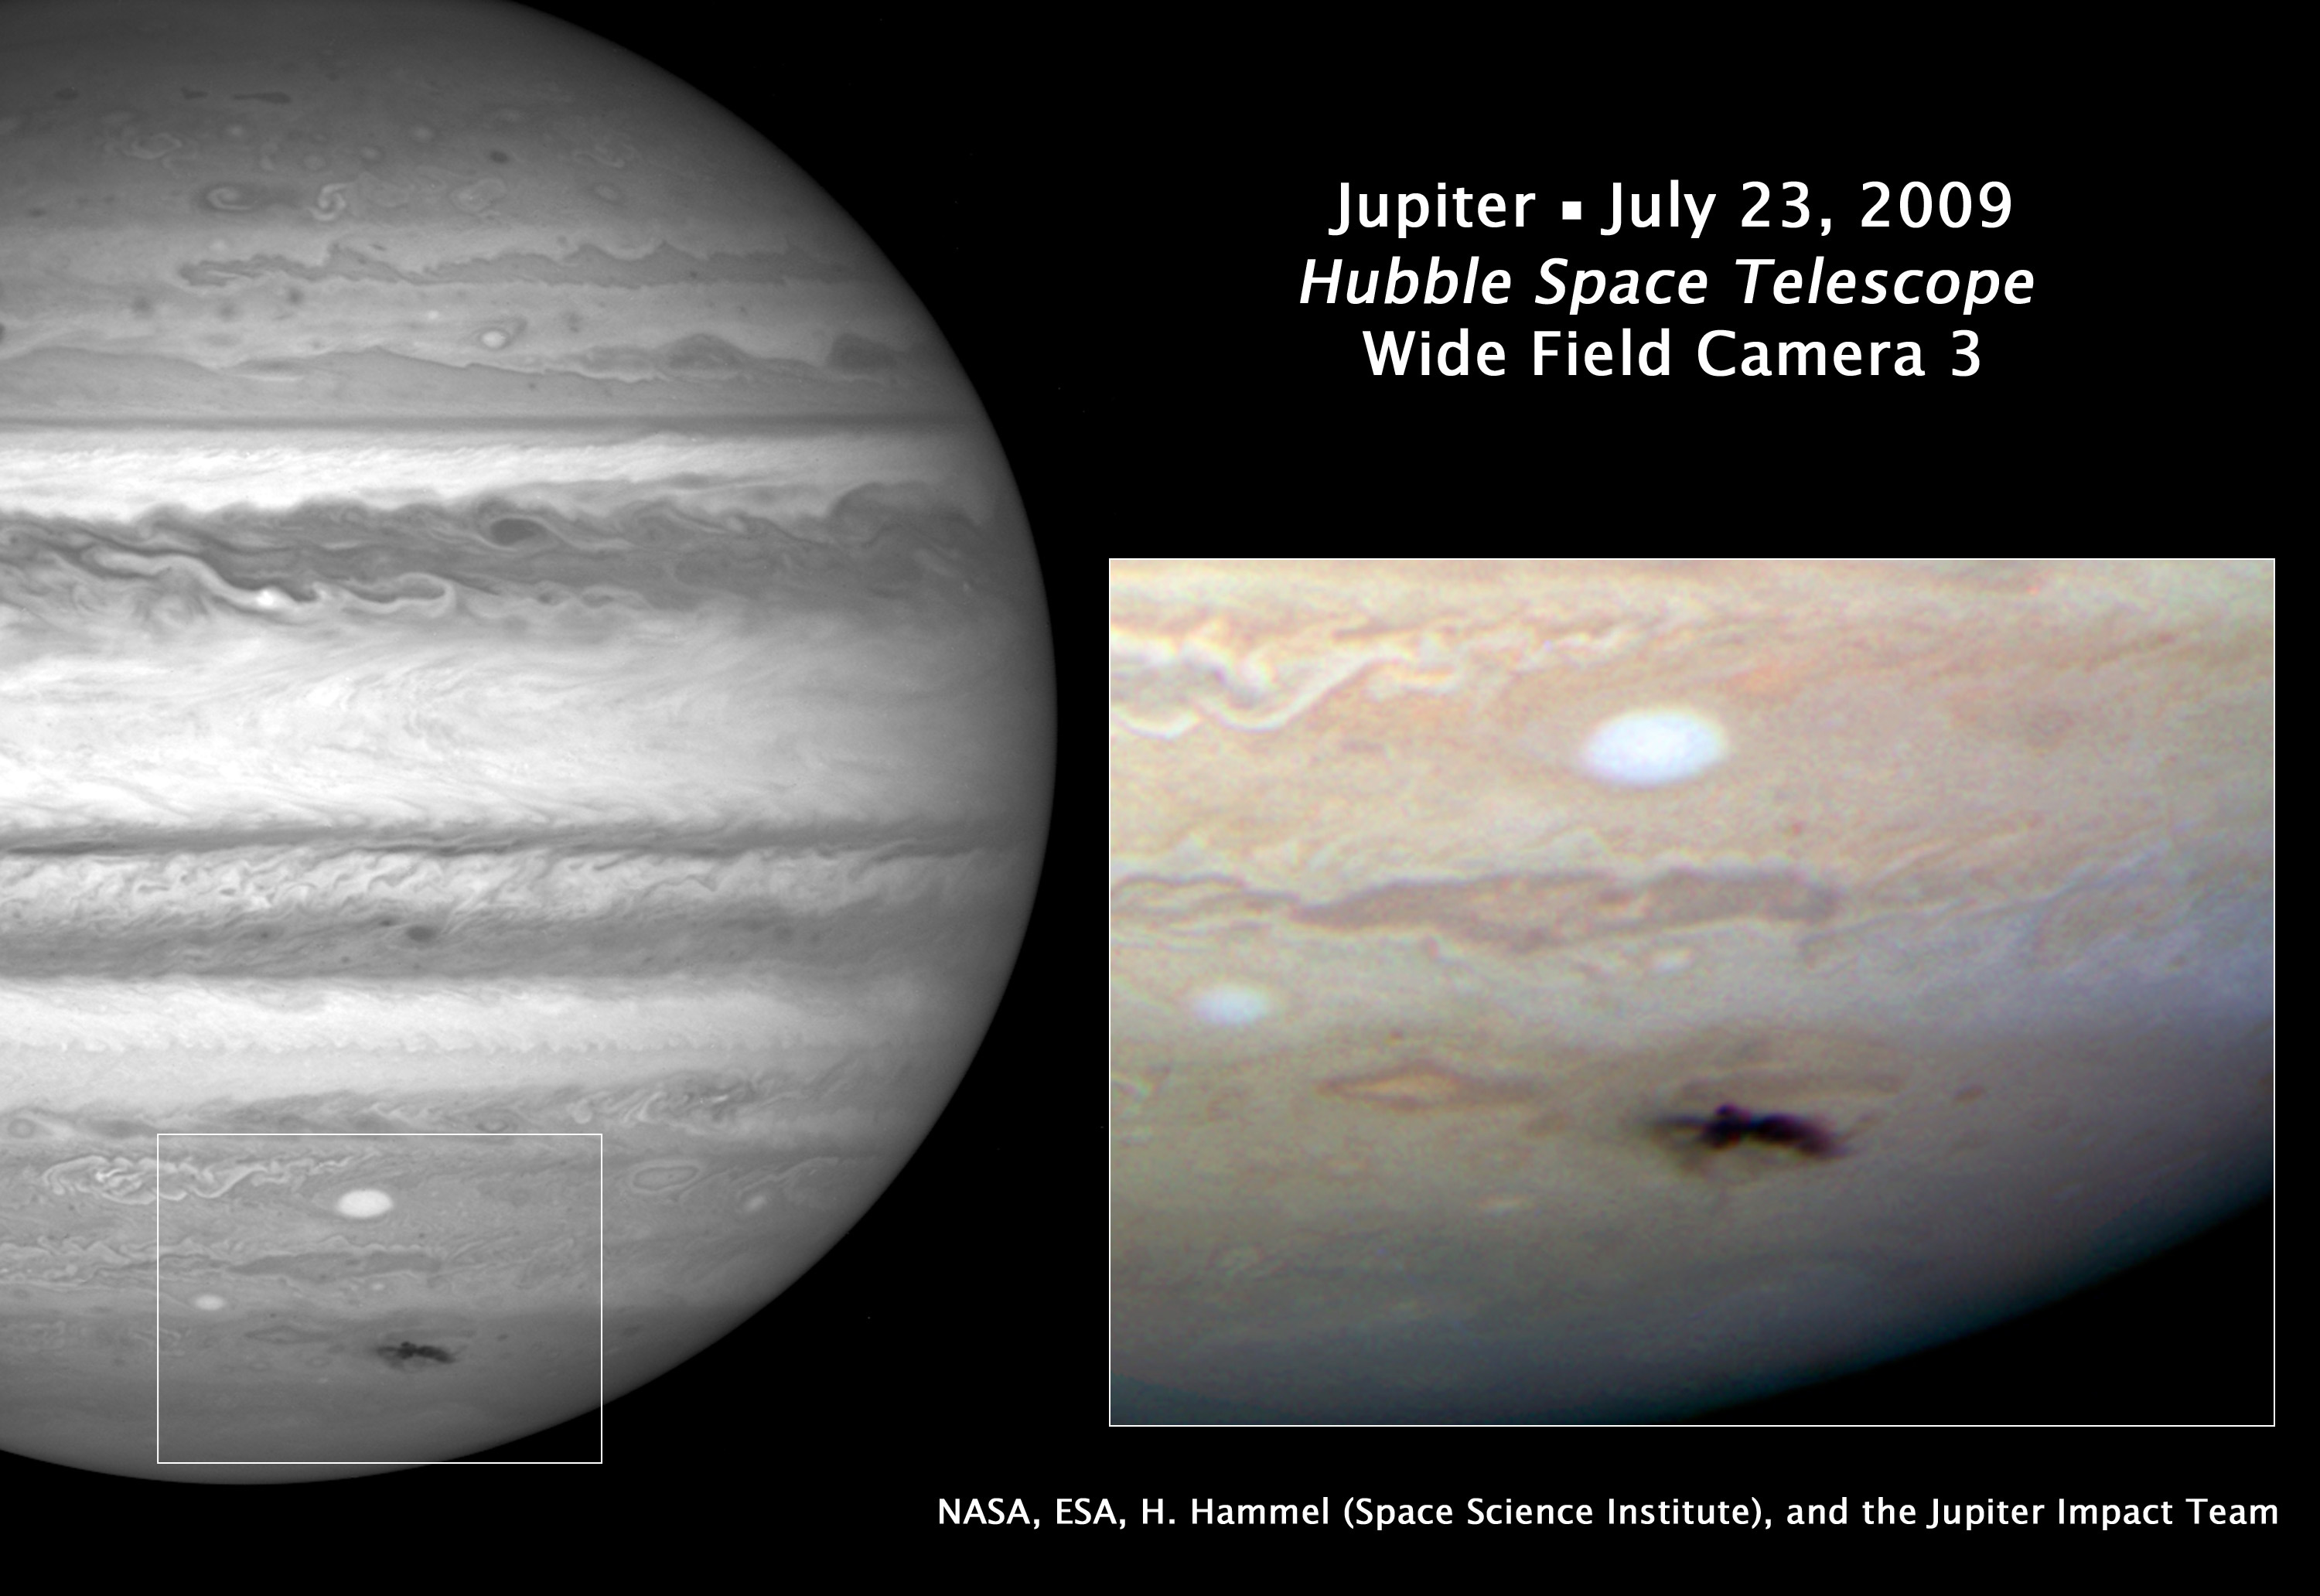 Jupiter ▪ July 23, 2009
Hubble Space Telescope
Wide Field Camera 3
NASA, ESA, H. Hammel (Space Science Institute), and the Jupiter Impact Team